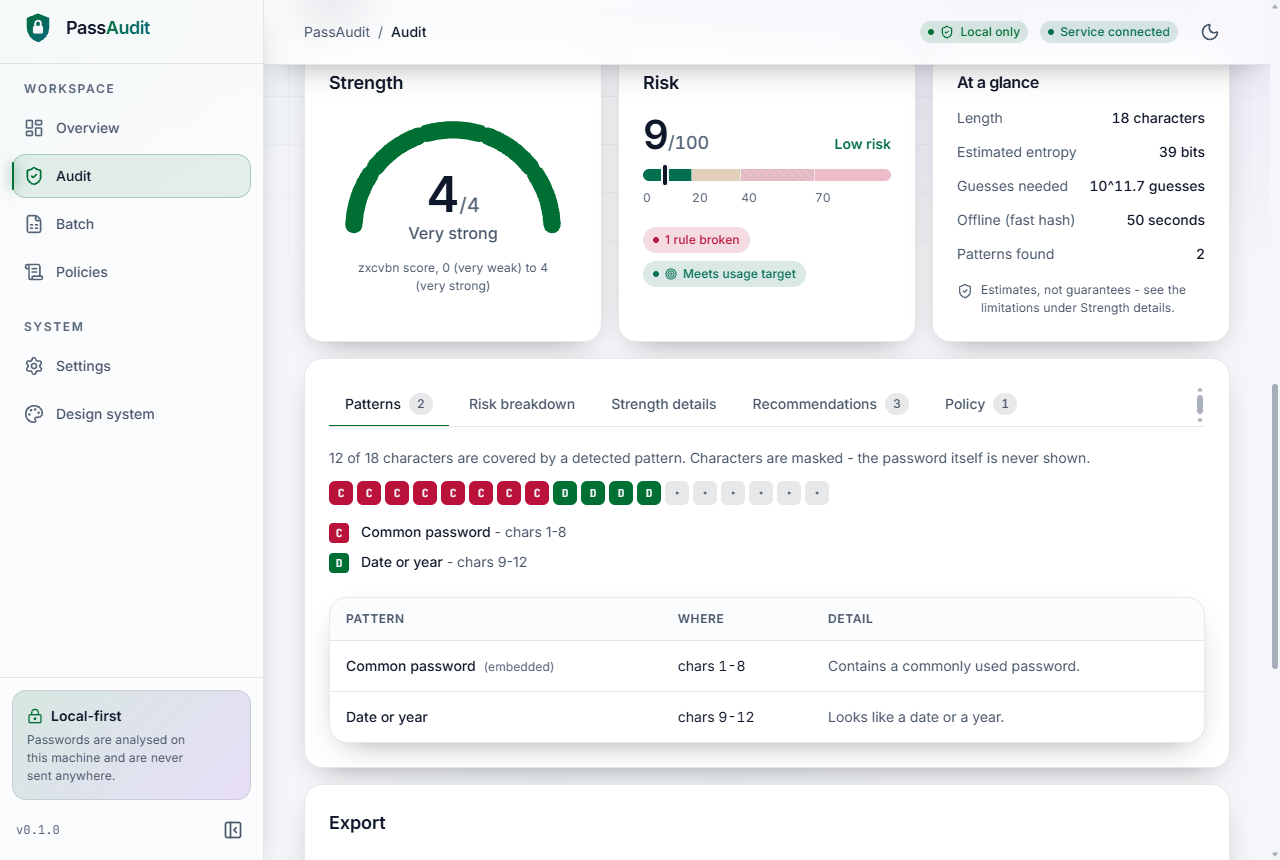 PassAudit
PassAudit / Audit
Local only
Service connected
WORKSPACE
Overview
Audit
Batch
Policies
SYSTEM
Settings
Design system
Local-first
Passwords are analysed on
this machine and are never
sent anywhere.
v0.1.0
Strength
4/4
Very strong
zxcvbn score, 0 (very weak) to 4
(very strong)
Risk
9/100
Low risk
0 20 40 70
1 rule broken
Meets usage target
At a glance
Length 18 characters
Estimated entropy 39 bits
Guesses needed 10^11.7 guesses
Offline (fast hash) 50 seconds
Patterns found 2
Estimates, not guarantees - see the
limitations under Strength details.
Patterns 2 Risk breakdown Strength details Recommendations 3 Policy 1
12 of 18 characters are covered by a detected pattern. Characters are masked - the password itself is never shown.
C C C C C C C C D D D D · · · · · ·
C Common password - chars 1-8
D Date or year - chars 9-12
PATTERN WHERE DETAIL
Common password (embedded) chars 1-8 Contains a commonly used password.
Date or year chars 9-12 Looks like a date or a year.
Export